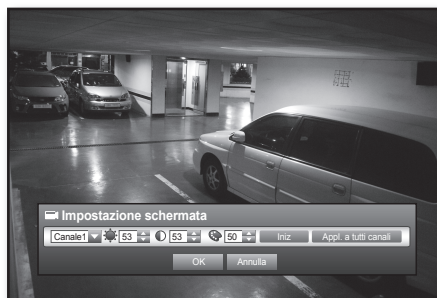 Impostazione schermata
Canale1 53 53 50 Iniz Appl. a tutti canali
OK Annulla